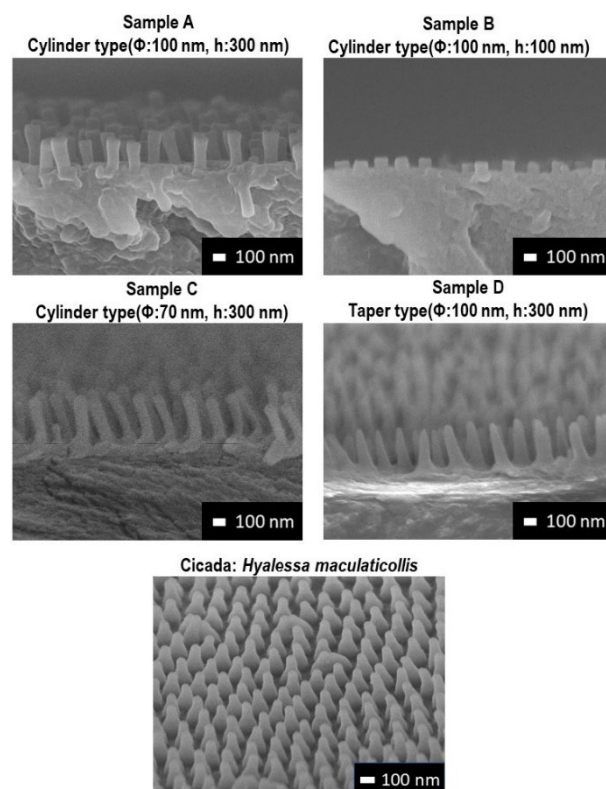 Sample A
Cylinder type(Φ:100 nm, h:300 nm)
100 nm
Sample B
Cylinder type(Φ:100 nm, h:100 nm)
100 nm
Sample C
Cylinder type(Φ:70 nm, h:300 nm)
100 nm
Sample D
Taper type(Φ:100 nm, h:300 nm)
100 nm
Cicada: Hyalessa maculaticollis
100 nm